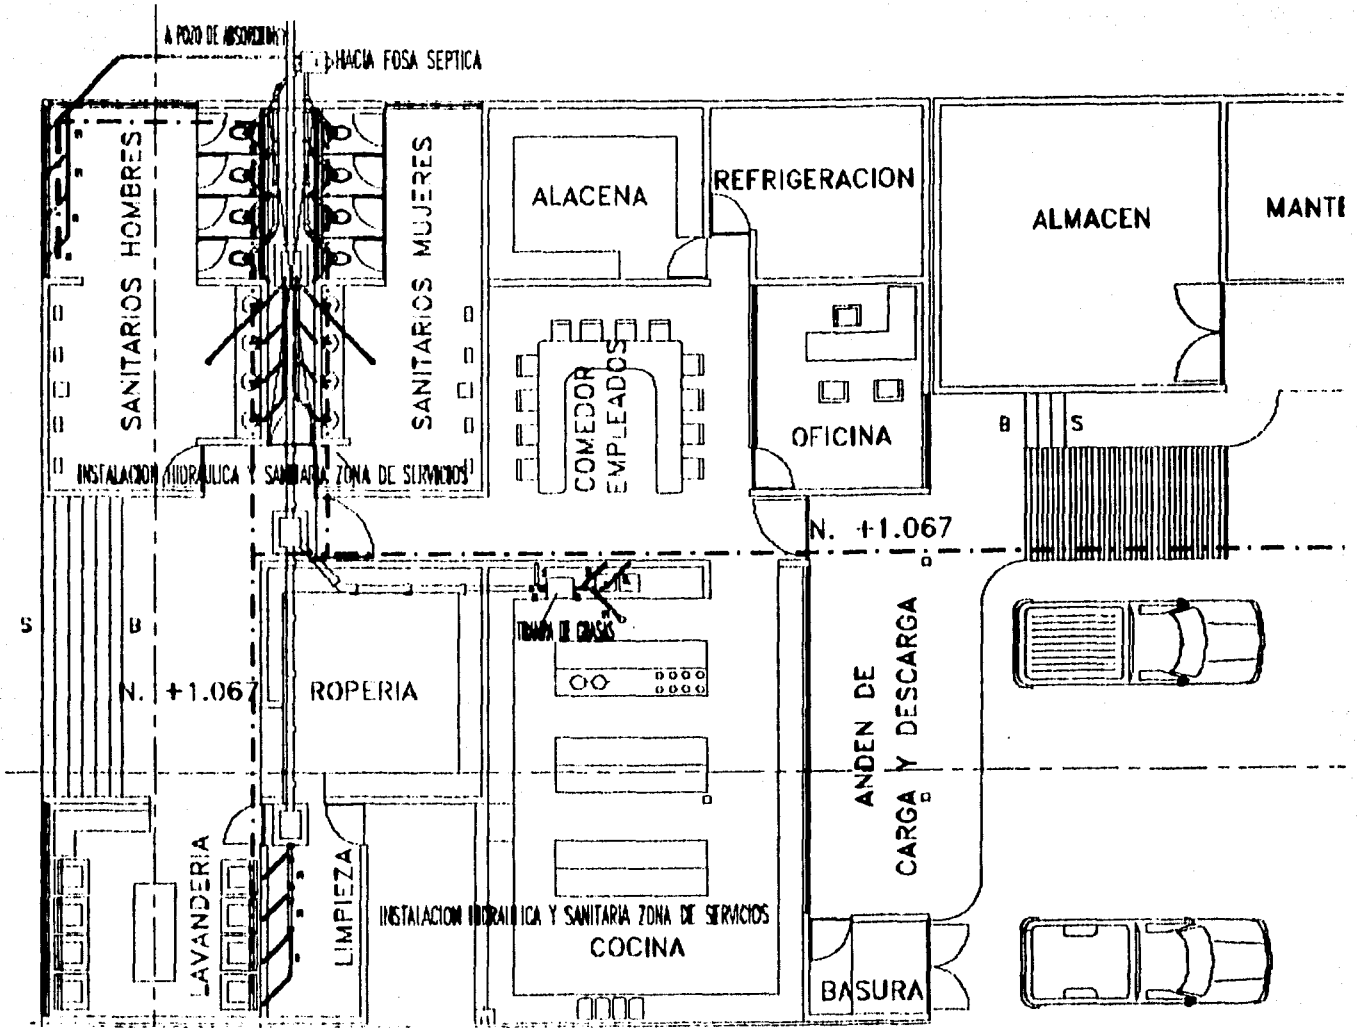 A POZO DE ABSORCION
HACIA FOSA SEPTICA
SANITARIOS HOMBRES
SANITARIOS MUJERES
ALACENA
REFRIGERACION
ALMACEN
MANTE
COMEDOR
EMPLEADOS
OFICINA
B
S
INSTALACION HIDRAULICA Y SANITARIA ZONA DE SERVICIOS
N. +1.067
S
B
TRAMPA DE GRASAS
N. +1.067
ROPERIA
ANDEN DE
CARGA Y DESCARGA
LAVANDERIA
LIMPIEZA
INSTALACION HIDRAULICA Y SANITARIA ZONA DE SERVICIOS
COCINA
BASURA